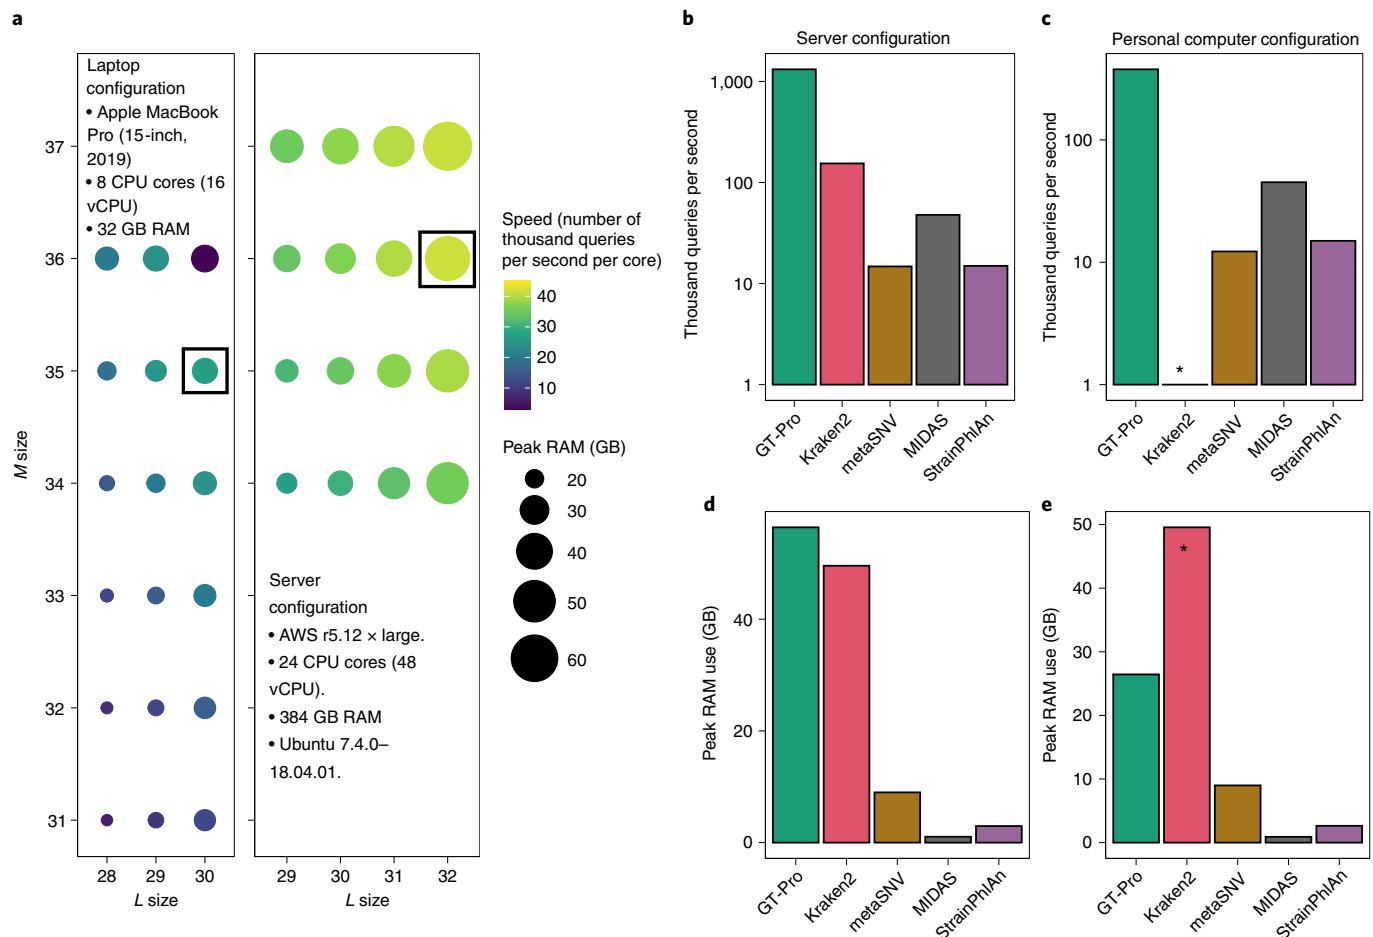 a
Laptop
configuration
• Apple MacBook
Pro (15-inch,
2019)
• 8 CPU cores (16
vCPU)
• 32 GB RAM
37
36
35
34
33
32
31
M size
28 29 30
L size
Server
configuration
• AWS r5.12 × large.
• 24 CPU cores (48
vCPU).
• 384 GB RAM
• Ubuntu 7.4.0–
18.04.01.
29 30 31 32
L size
Speed (number of
thousand queries
per second per core)
40
30
20
10
Peak RAM (GB)
20
30
40
50
60
b
Server configuration
Thousand queries per second
1,000
100
10
1
GT-Pro
Kraken2
metaSNV
MIDAS
StrainPhlAn
c
Personal computer configuration
Thousand queries per second
100
10
1
*
GT-Pro
Kraken2
metaSNV
MIDAS
StrainPhlAn
d
Peak RAM use (GB)
40
20
0
GT-Pro
Kraken2
metaSNV
MIDAS
StrainPhlAn
e
Peak RAM use (GB)
50
40
30
20
10
0
*
GT-Pro
Kraken2
metaSNV
MIDAS
StrainPhlAn